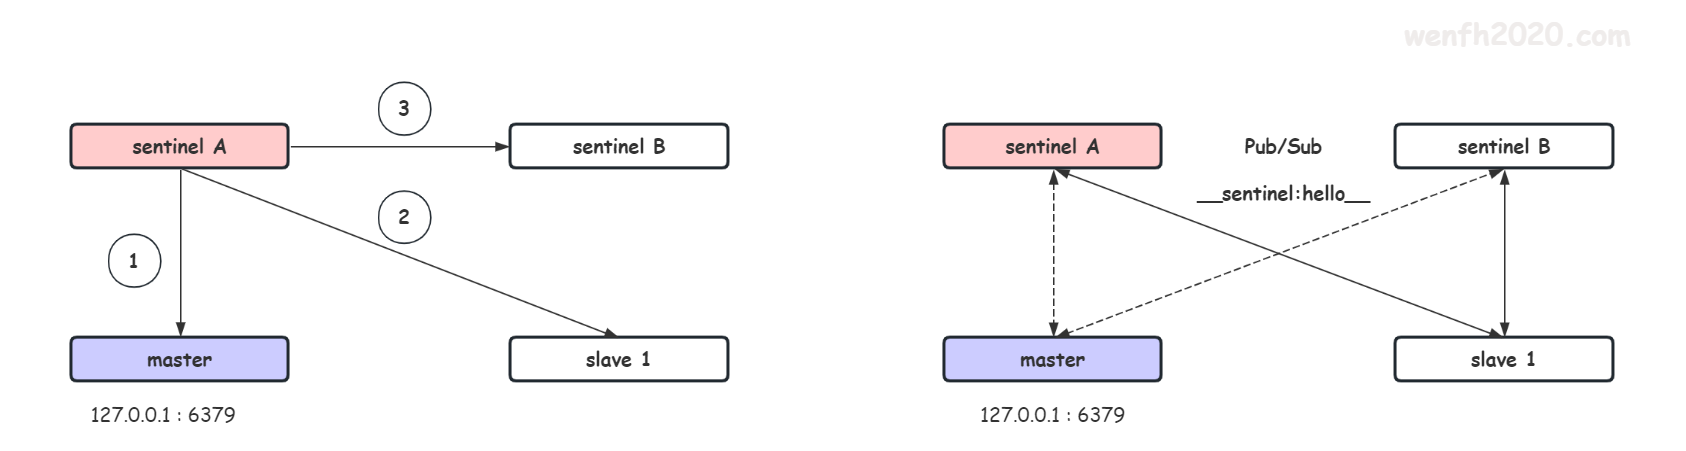 wenfh2020.com
3
sentinel A
sentinel B
2
1
master
slave 1
127.0.0.1 : 6379
sentinel A
Pub/Sub
sentinel B
__sentinel:hello__
master
slave 1
127.0.0.1 : 6379